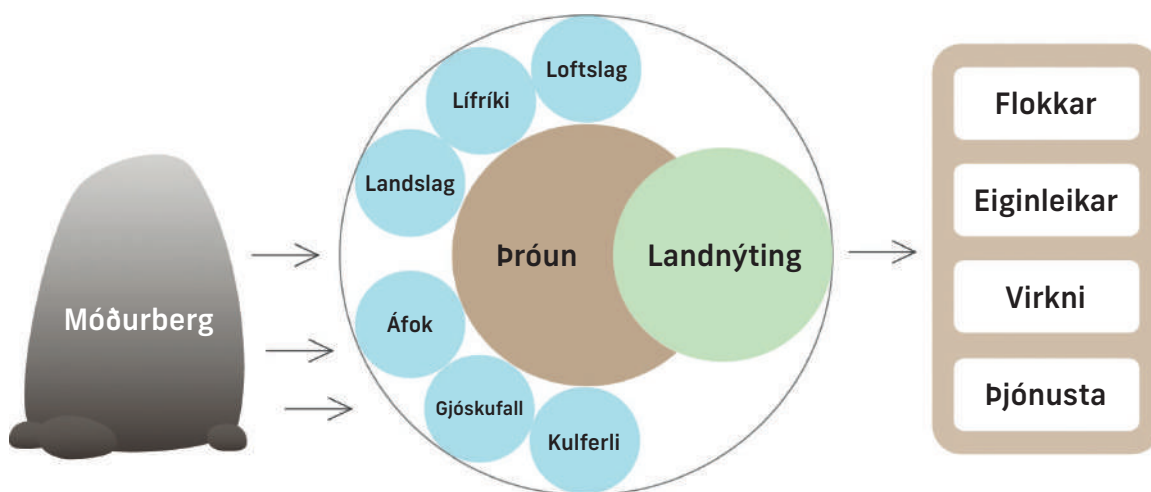 Móðurberg
Loftslag
Lífríki
Landslag
Þróun
Landnýting
Áfok
Gjóskufall
Kulferli
Flokkar
Eiginleikar
Virkni
Þjónusta